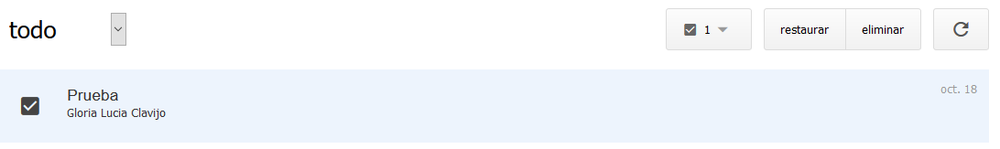 todo
1
restaurar
eliminar
Prueba
oct. 18
Gloria Lucia Clavijo